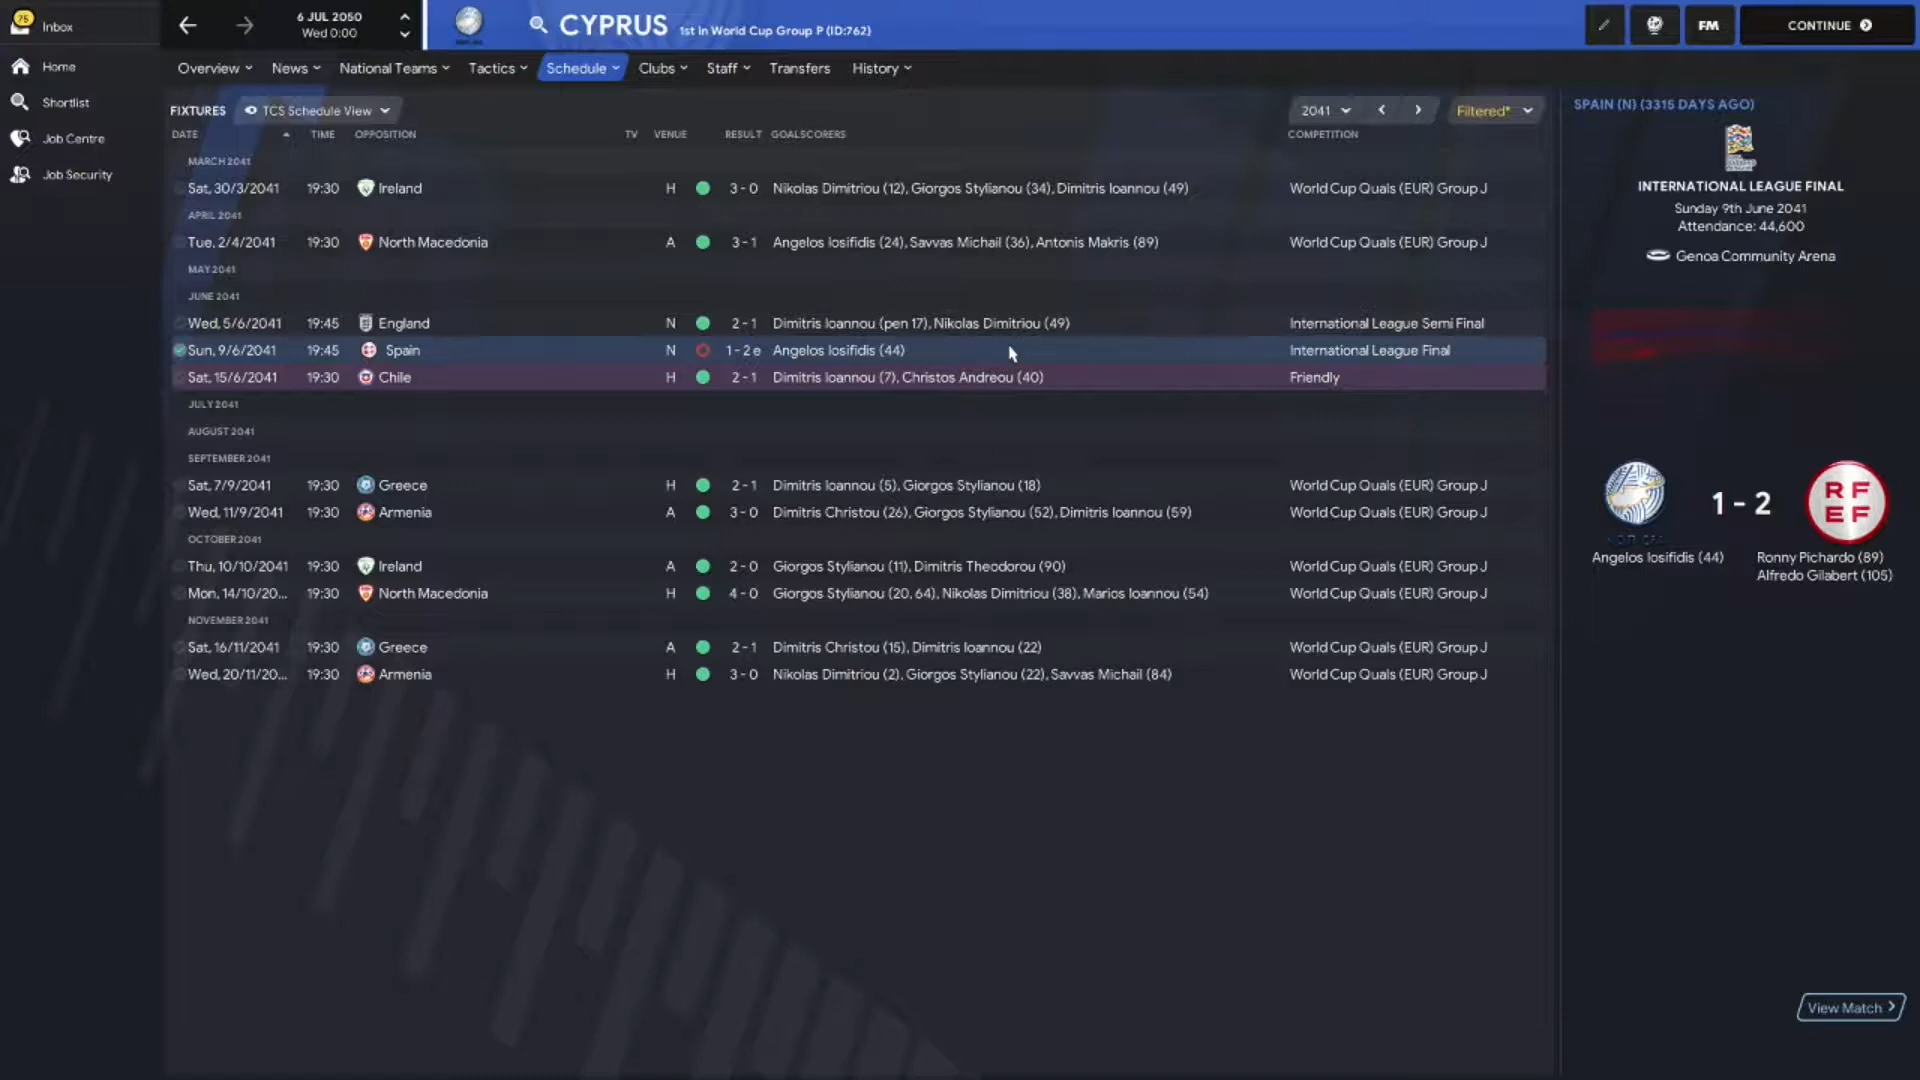 75
Inbox
6 JUL 2050
Wed 0:00
CYPRUS
1st in World Cup Group P (ID:762)
FM
CONTINUE
Home
Shortlist
Job Centre
Job Security
Overview
News
National Teams
Tactics
Schedule
Clubs
Staff
Transfers
History
FIXTURES
TCS Schedule View
2041
Filtered*
DATE TIME OPPOSITION TV VENUE RESULT GOALSCORERS COMPETITION
MARCH 2041
Sat, 30/3/2041 19:30 Ireland H 3 - 0 Nikolas Dimitriou (12), Giorgos Stylianou (34), Dimitris Ioannou (49) World Cup Quals (EUR) Group J
APRIL 2041
Tue, 2/4/2041 19:30 North Macedonia A 3 - 1 Angelos Iosifidis (24), Savvas Michail (36), Antonis Makris (89) World Cup Quals (EUR) Group J
MAY 2041
JUNE 2041
Wed, 5/6/2041 19:45 England N 2 - 1 Dimitris Ioannou (pen 17), Nikolas Dimitriou (49) International League Semi Final
Sun, 9/6/2041 19:45 Spain N 1 - 2 e Angelos Iosifidis (44) International League Final
Sat, 15/6/2041 19:30 Chile H 2 - 1 Dimitris Ioannou (7), Christos Andreou (40) Friendly
JULY 2041
AUGUST 2041
SEPTEMBER 2041
Sat, 7/9/2041 19:30 Greece H 2 - 1 Dimitris Ioannou (5), Giorgos Stylianou (18) World Cup Quals (EUR) Group J
Wed, 11/9/2041 19:30 Armenia A 3 - 0 Dimitris Christou (26), Giorgos Stylianou (52), Dimitris Ioannou (59) World Cup Quals (EUR) Group J
OCTOBER 2041
Thu, 10/10/2041 19:30 Ireland A 2 - 0 Giorgos Stylianou (11), Dimitris Theodorou (90) World Cup Quals (EUR) Group J
Mon, 14/10/20... 19:30 North Macedonia H 4 - 0 Giorgos Stylianou (20, 64), Nikolas Dimitriou (38), Marios Ioannou (54) World Cup Quals (EUR) Group J
NOVEMBER 2041
Sat, 16/11/2041 19:30 Greece A 2 - 1 Dimitris Christou (15), Dimitris Ioannou (22) World Cup Quals (EUR) Group J
Wed, 20/11/20... 19:30 Armenia H 3 - 0 Nikolas Dimitriou (2), Giorgos Stylianou (22), Savvas Michail (84) World Cup Quals (EUR) Group J
SPAIN (N) (3315 DAYS AGO)
INTERNATIONAL LEAGUE FINAL
Sunday 9th June 2041
Attendance: 44,600
Genoa Community Arena
1 - 2
RF
EF
Angelos Iosifidis (44)
Ronny Pichardo (89)
Alfredo Gilabert (105)
View Match